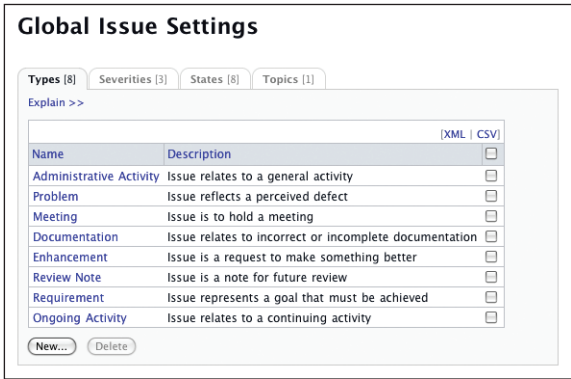 Global Issue Settings
Types [8] Severities [3] States [8] Topics [1]
Explain >>
[XML | CSV]
Name Description
Administrative Activity Issue relates to a general activity
Problem Issue reflects a perceived defect
Meeting Issue is to hold a meeting
Documentation Issue relates to incorrect or incomplete documentation
Enhancement Issue is a request to make something better
Review Note Issue is a note for future review
Requirement Issue represents a goal that must be achieved
Ongoing Activity Issue relates to a continuing activity
New... Delete